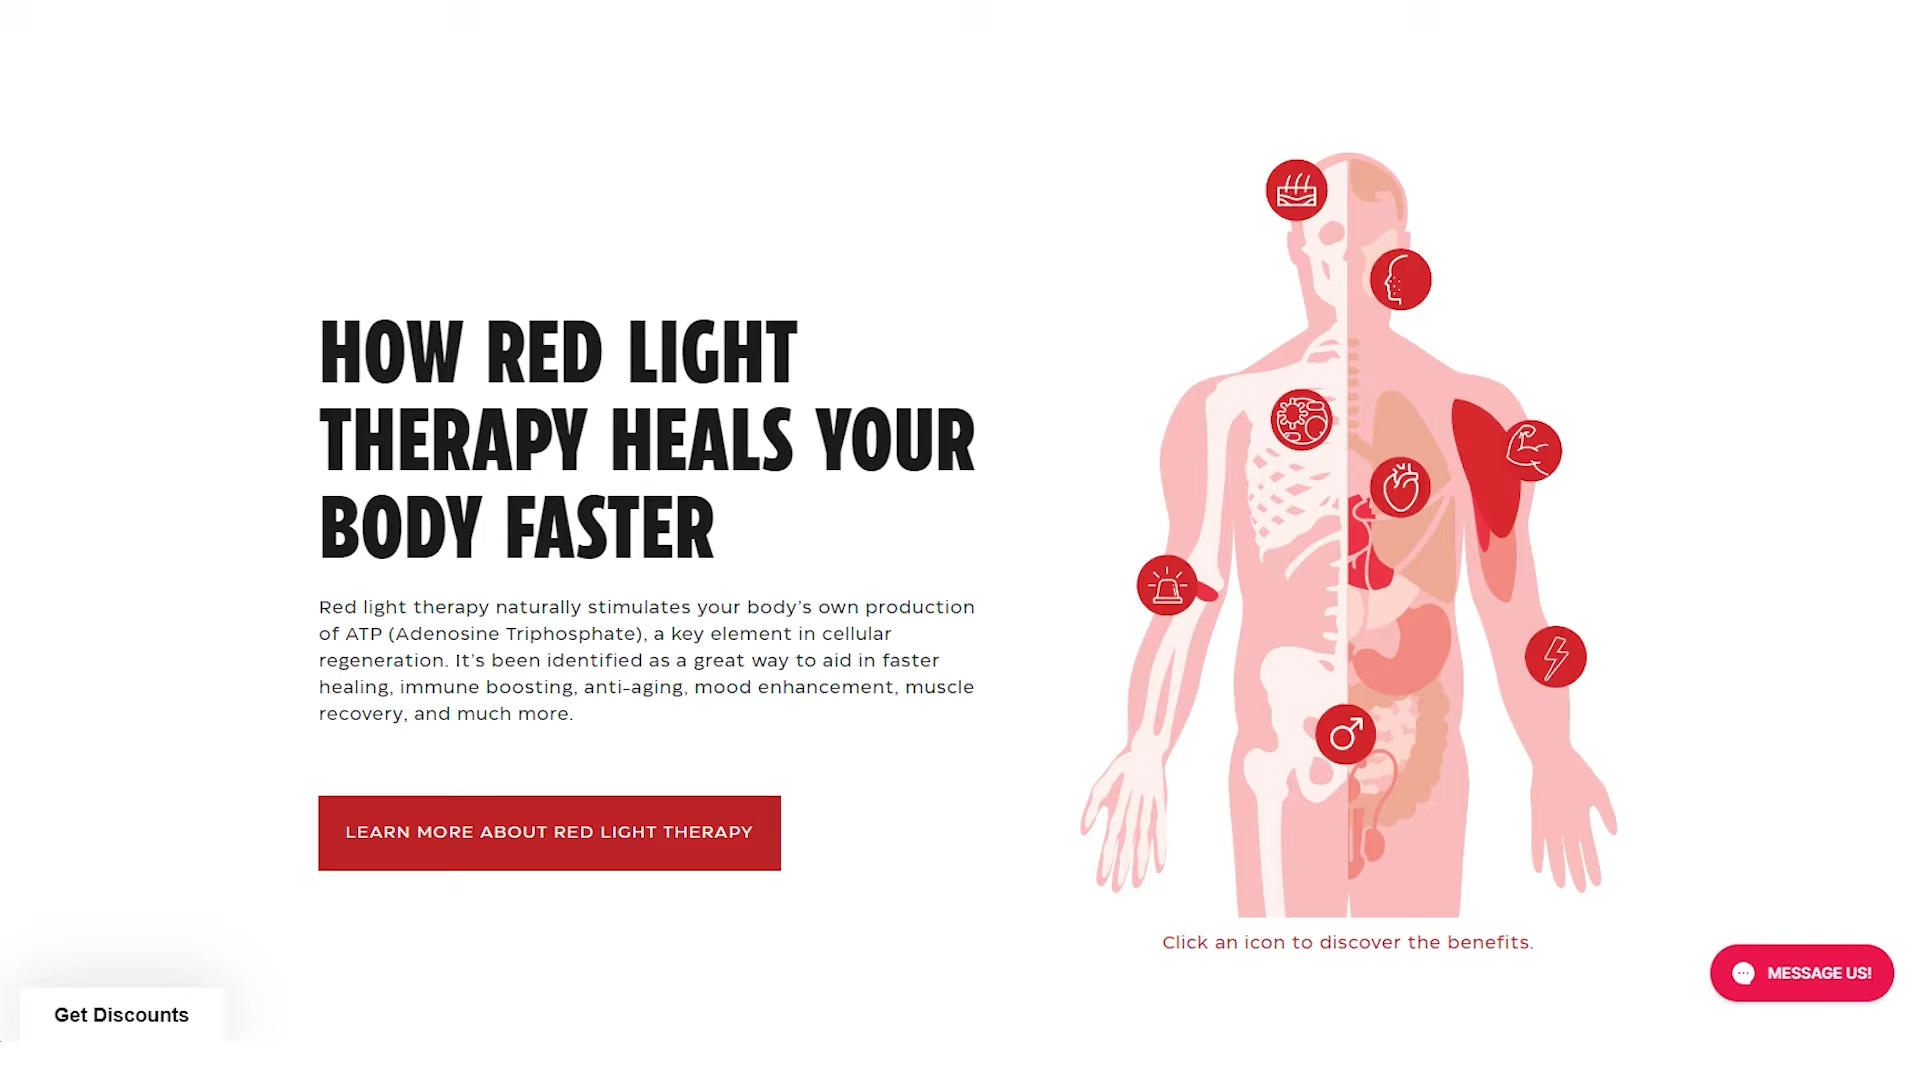 HOW RED LIGHT
THERAPY HEALS YOUR
BODY FASTER
Red light therapy naturally stimulates your body's own production
of ATP (Adenosine Triphosphate), a key element in cellular
regeneration. It's been identified as a great way to aid in faster
healing, immune boosting, anti-aging, mood enhancement, muscle
recovery, and much more.
LEARN MORE ABOUT RED LIGHT THERAPY
Click an icon to discover the benefits.
MESSAGE US!
Get Discounts